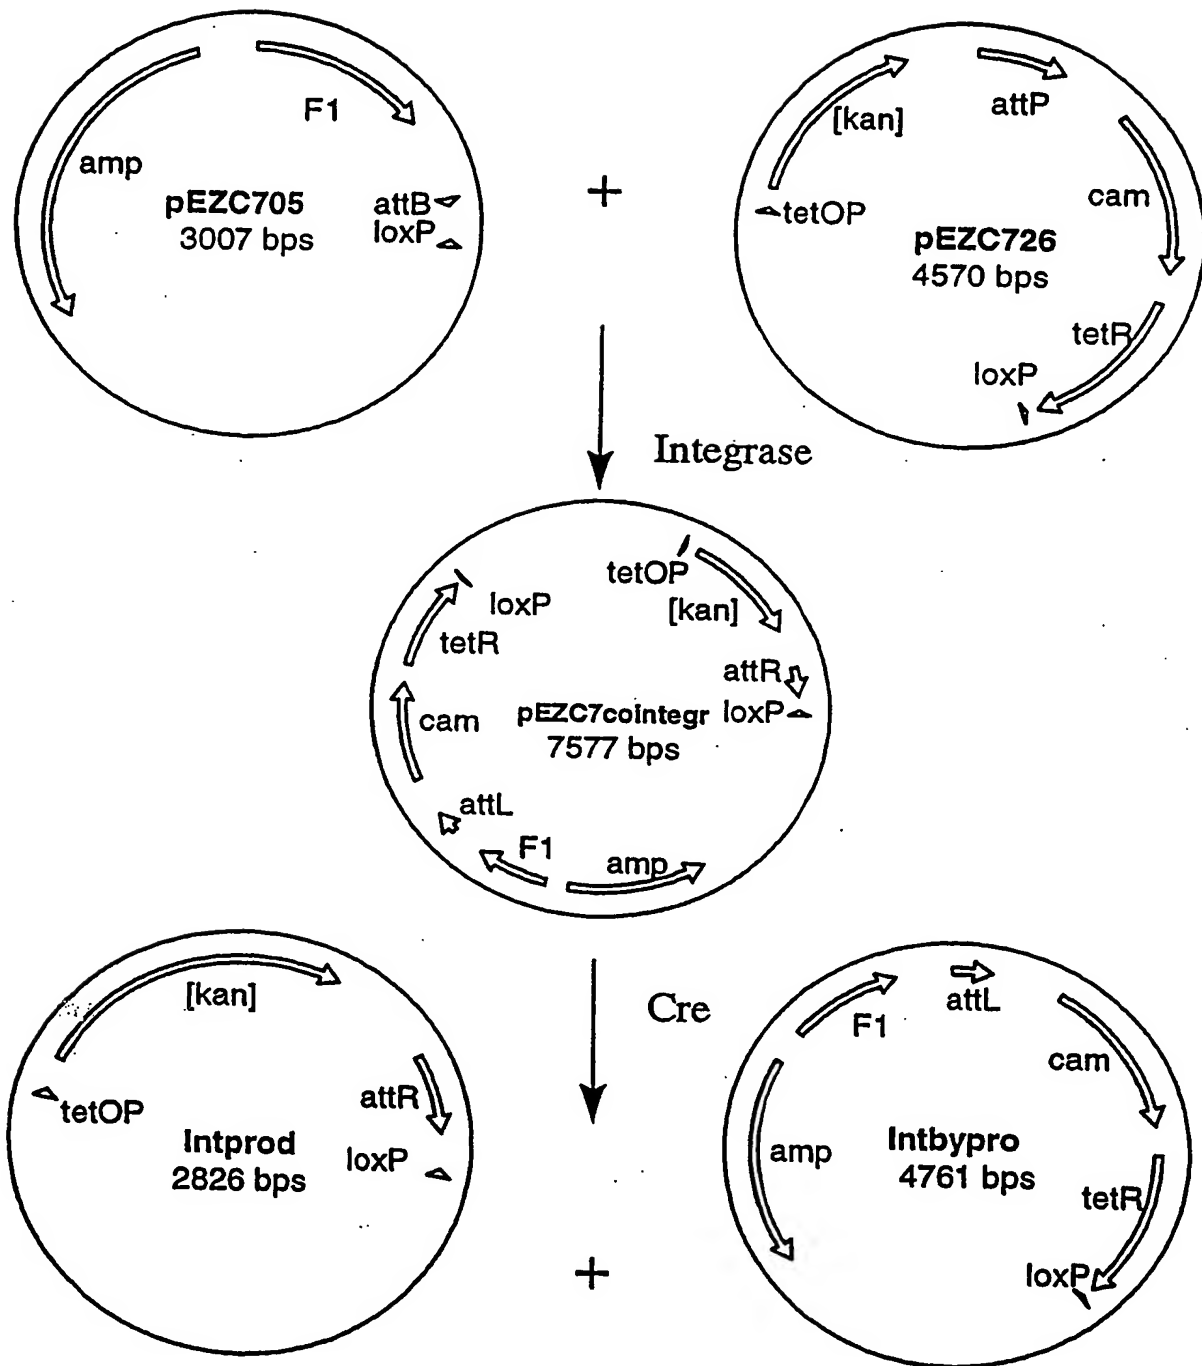 F1
amp
pEZC705
3007 bps
attB
loxP
+
[kan]
attP
cam
tetOP
pEZC726
4570 bps
tetR
loxP
Integrase
tetOP
[kan]
loxP
tetR
attR
loxP
cam
pEZC7cointegr
7577 bps
attL
F1
amp
Cre
[kan]
tetOP
attR
Intprod
2826 bps
loxP
+
F1
attL
cam
amp
Intbypro
4761 bps
tetR
loxP